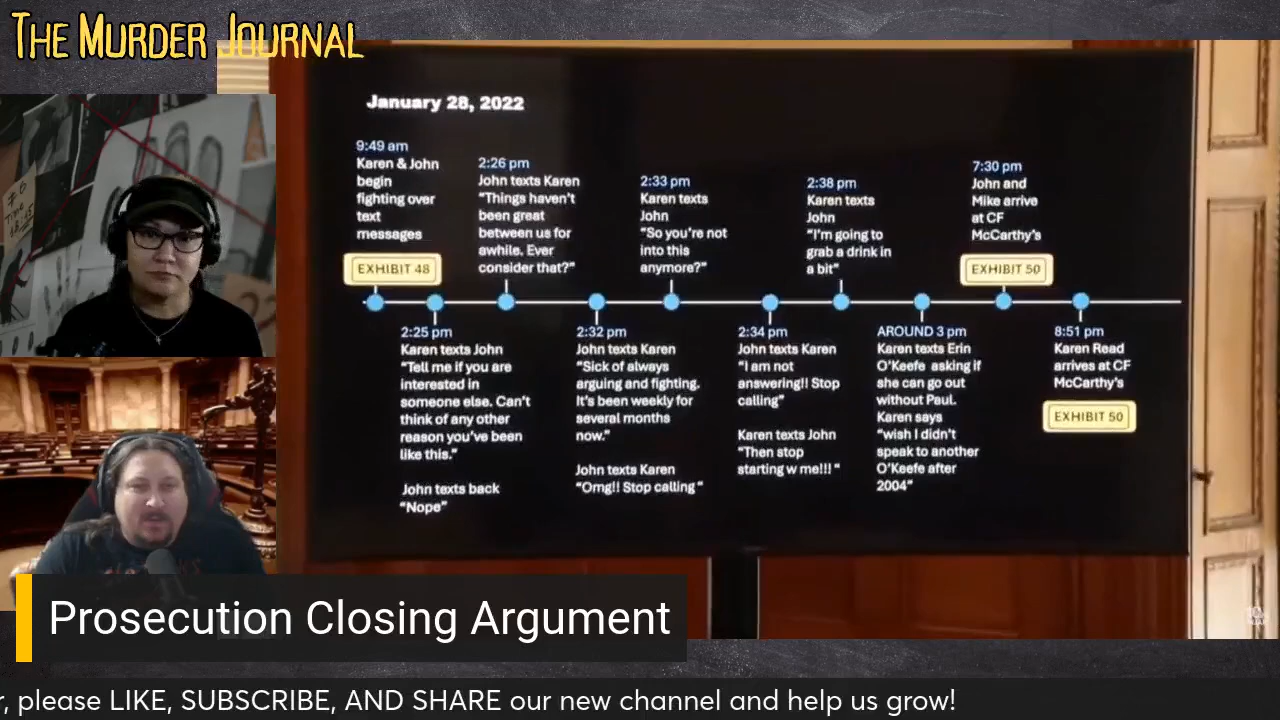 THE MURDER JOURNAL
January 28, 2022
9:49 am
Karen & John
begin
fighting over
text
messages
EXHIBIT 48
2:26 pm
John texts Karen
“Things haven’t
been great
between us for
awhile. Ever
consider that?”
2:33 pm
Karen texts
John
“So you’re not
into this
anymore?”
2:38 pm
Karen texts
John
“I’m going to
grab a drink in
a bit”
7:30 pm
John and
Mike arrive
at CF
McCarthy’s
EXHIBIT 50
2:25 pm
Karen texts John
“Tell me if you are
interested in
someone else. Can’t
think of any other
reason you’ve been
like this.”
John texts back
“Nope”
2:32 pm
John texts Karen
“Sick of always
arguing and fighting.
It’s been weekly for
several months
now.”
John texts Karen
“Omg!! Stop calling “
2:34 pm
John texts Karen
“I am not
answering!! Stop
calling”
Karen texts John
“Then stop
starting w me!!! “
AROUND 3 pm
Karen texts Erin
O’Keefe asking if
she can go out
without Paul.
Karen says
“wish I didn’t
speak to another
O’Keefe after
2004”
8:51 pm
Karen Read
arrives at CF
McCarthy’s
EXHIBIT 50
Prosecution Closing Argument
, please LIKE, SUBSCRIBE, AND SHARE our new channel and help us grow!